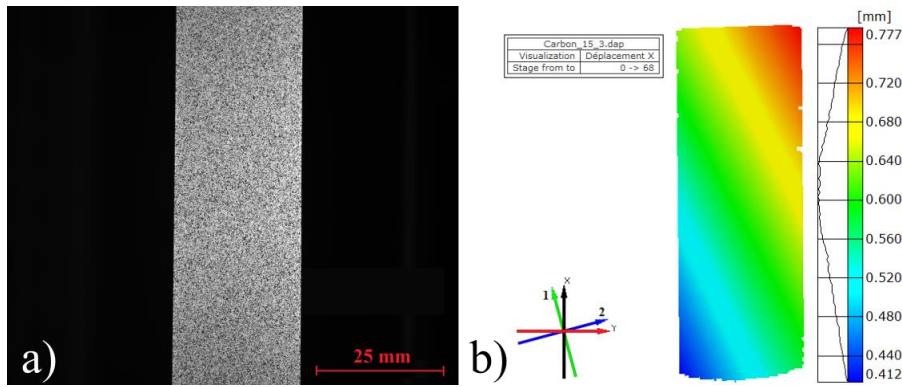 a)
25 mm
Carbon_15_3.dap
Visualization Déplacement X
Stage from to 0 -> 68
1
X
2
Y
b)
[mm]
0.777
0.720
0.680
0.640
0.600
0.560
0.520
0.480
0.440
0.412